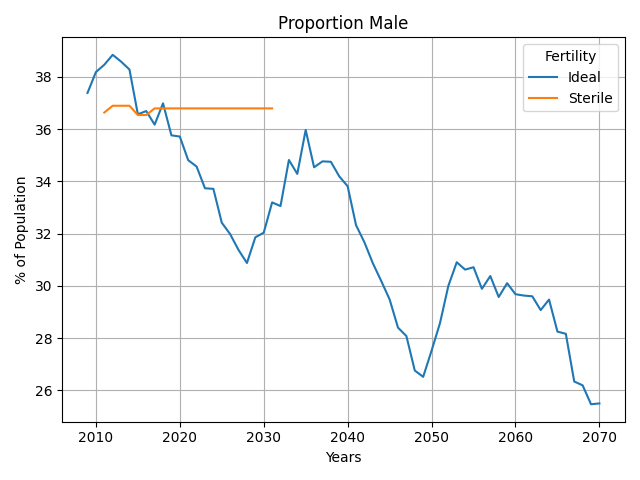 Proportion Male
Fertility
Ideal
Sterile
% of Population
38
36
34
32
30
28
26
2010 2020 2030 2040 2050 2060 2070
Years